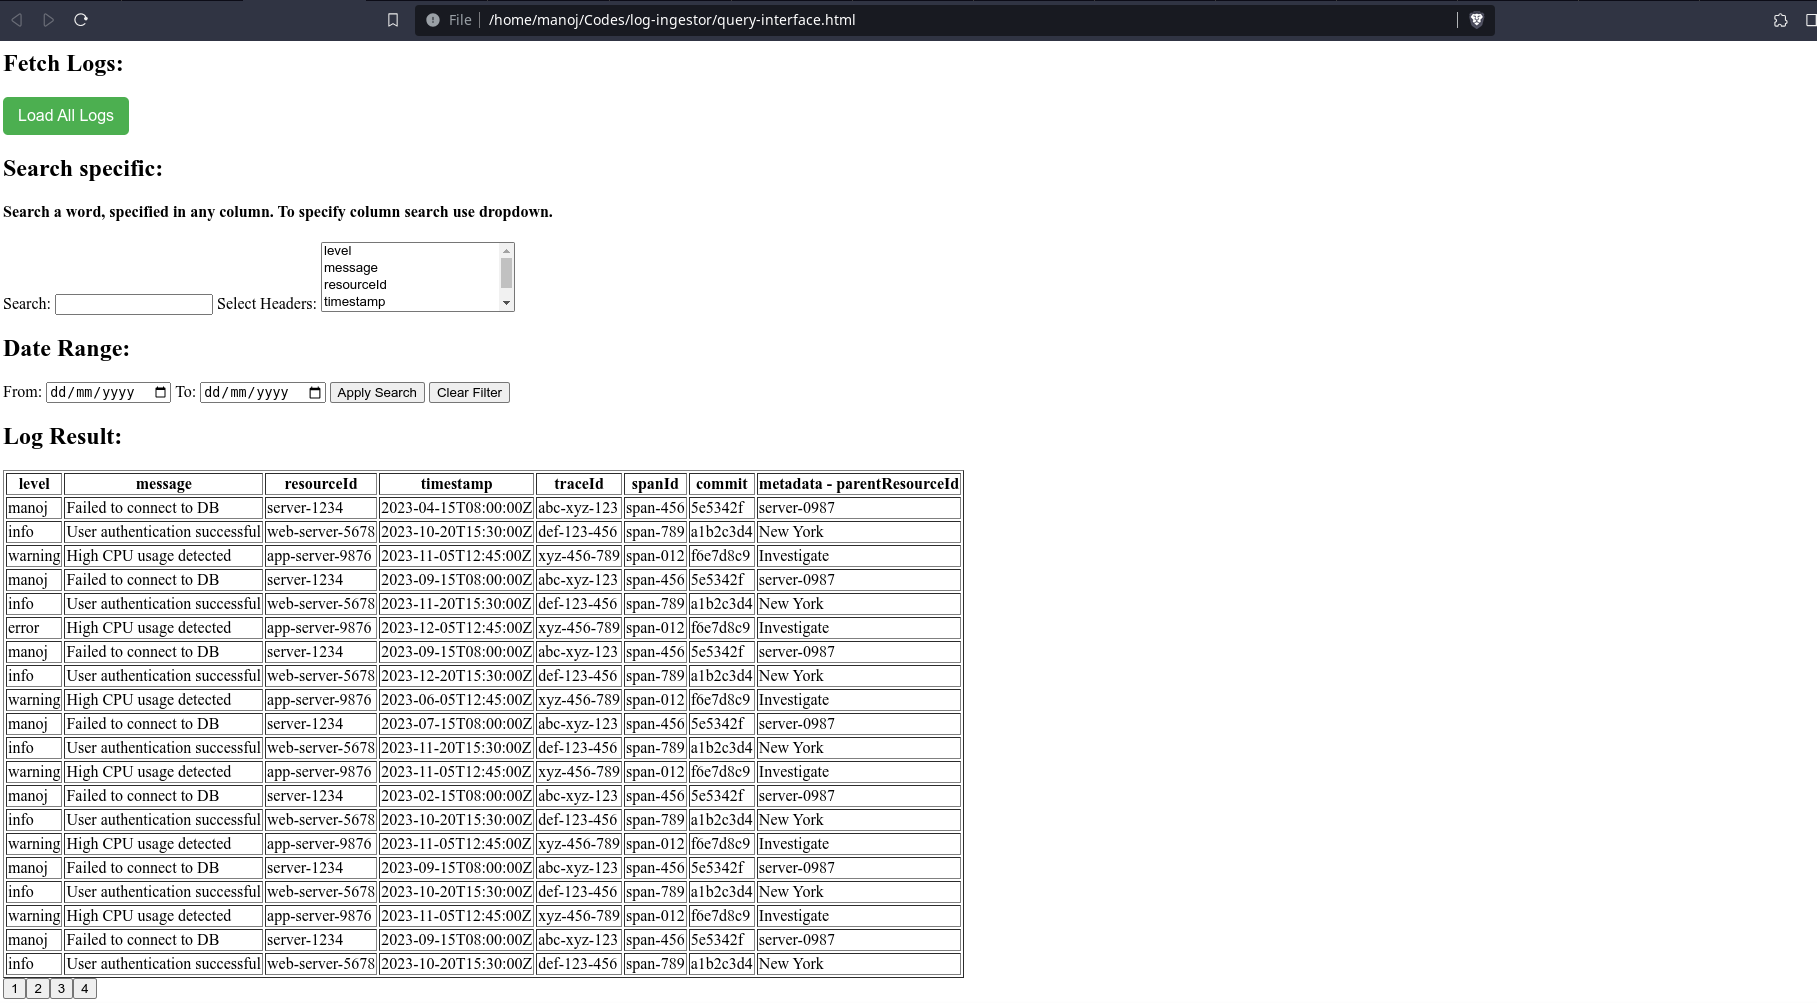 File /home/manoj/Codes/log-ingestor/query-interface.html
Fetch Logs:
Load All Logs
Search specific:
Search a word, specified in any column. To specify column search use dropdown.
level
message
resourceId
timestamp
Search: Select Headers:
Date Range:
From: dd/mm/yyyy To: dd/mm/yyyy Apply Search Clear Filter
Log Result:
level message resourceId timestamp traceId spanId commit metadata - parentResourceId
manoj Failed to connect to DB server-1234 2023-04-15T08:00:00Z abc-xyz-123 span-456 5e5342f server-0987
info User authentication successful web-server-5678 2023-10-20T15:30:00Z def-123-456 span-789 a1b2c3d4 New York
warning High CPU usage detected app-server-9876 2023-11-05T12:45:00Z xyz-456-789 span-012 f6e7d8c9 Investigate
manoj Failed to connect to DB server-1234 2023-09-15T08:00:00Z abc-xyz-123 span-456 5e5342f server-0987
info User authentication successful web-server-5678 2023-11-20T15:30:00Z def-123-456 span-789 a1b2c3d4 New York
error High CPU usage detected app-server-9876 2023-12-05T12:45:00Z xyz-456-789 span-012 f6e7d8c9 Investigate
manoj Failed to connect to DB server-1234 2023-09-15T08:00:00Z abc-xyz-123 span-456 5e5342f server-0987
info User authentication successful web-server-5678 2023-12-20T15:30:00Z def-123-456 span-789 a1b2c3d4 New York
warning High CPU usage detected app-server-9876 2023-06-05T12:45:00Z xyz-456-789 span-012 f6e7d8c9 Investigate
manoj Failed to connect to DB server-1234 2023-07-15T08:00:00Z abc-xyz-123 span-456 5e5342f server-0987
info User authentication successful web-server-5678 2023-11-20T15:30:00Z def-123-456 span-789 a1b2c3d4 New York
warning High CPU usage detected app-server-9876 2023-11-05T12:45:00Z xyz-456-789 span-012 f6e7d8c9 Investigate
manoj Failed to connect to DB server-1234 2023-02-15T08:00:00Z abc-xyz-123 span-456 5e5342f server-0987
info User authentication successful web-server-5678 2023-10-20T15:30:00Z def-123-456 span-789 a1b2c3d4 New York
warning High CPU usage detected app-server-9876 2023-11-05T12:45:00Z xyz-456-789 span-012 f6e7d8c9 Investigate
manoj Failed to connect to DB server-1234 2023-09-15T08:00:00Z abc-xyz-123 span-456 5e5342f server-0987
info User authentication successful web-server-5678 2023-10-20T15:30:00Z def-123-456 span-789 a1b2c3d4 New York
warning High CPU usage detected app-server-9876 2023-11-05T12:45:00Z xyz-456-789 span-012 f6e7d8c9 Investigate
manoj Failed to connect to DB server-1234 2023-09-15T08:00:00Z abc-xyz-123 span-456 5e5342f server-0987
info User authentication successful web-server-5678 2023-10-20T15:30:00Z def-123-456 span-789 a1b2c3d4 New York
1 2 3 4